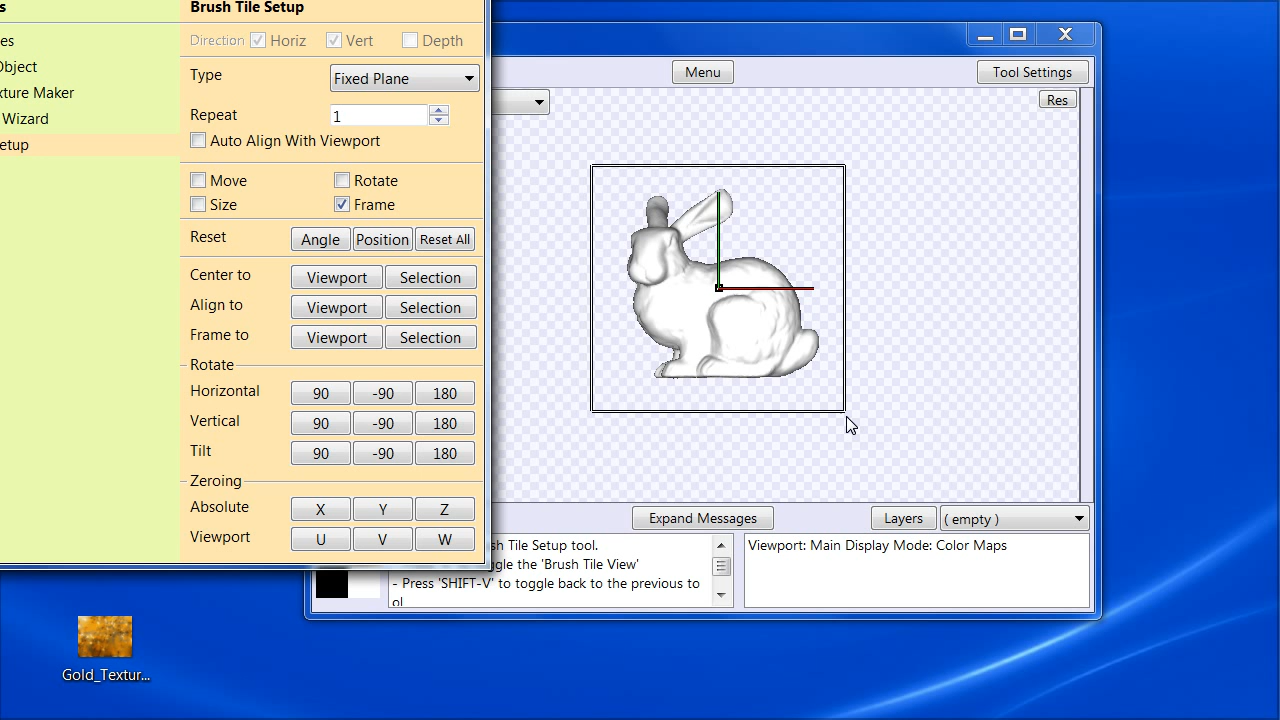 s
es
Object
xture Maker
Wizard
etup
Brush Tile Setup
Direction Horiz Vert Depth
Type Fixed Plane
Repeat 1
Auto Align With Viewport
Move Rotate
Size Frame
Reset Angle Position Reset All
Center to Viewport Selection
Align to Viewport Selection
Frame to Viewport Selection
Rotate
Horizontal 90 -90 180
Vertical 90 -90 180
Tilt 90 -90 180
Zeroing
Absolute X Y Z
Viewport U V W
Menu Tool Settings
Res
Expand Messages Layers ( empty )
sh Tile Setup tool.
ggle the 'Brush Tile View'
- Press 'SHIFT-V' to toggle back to the previous to
ol
Viewport: Main Display Mode: Color Maps
Gold_Textur...